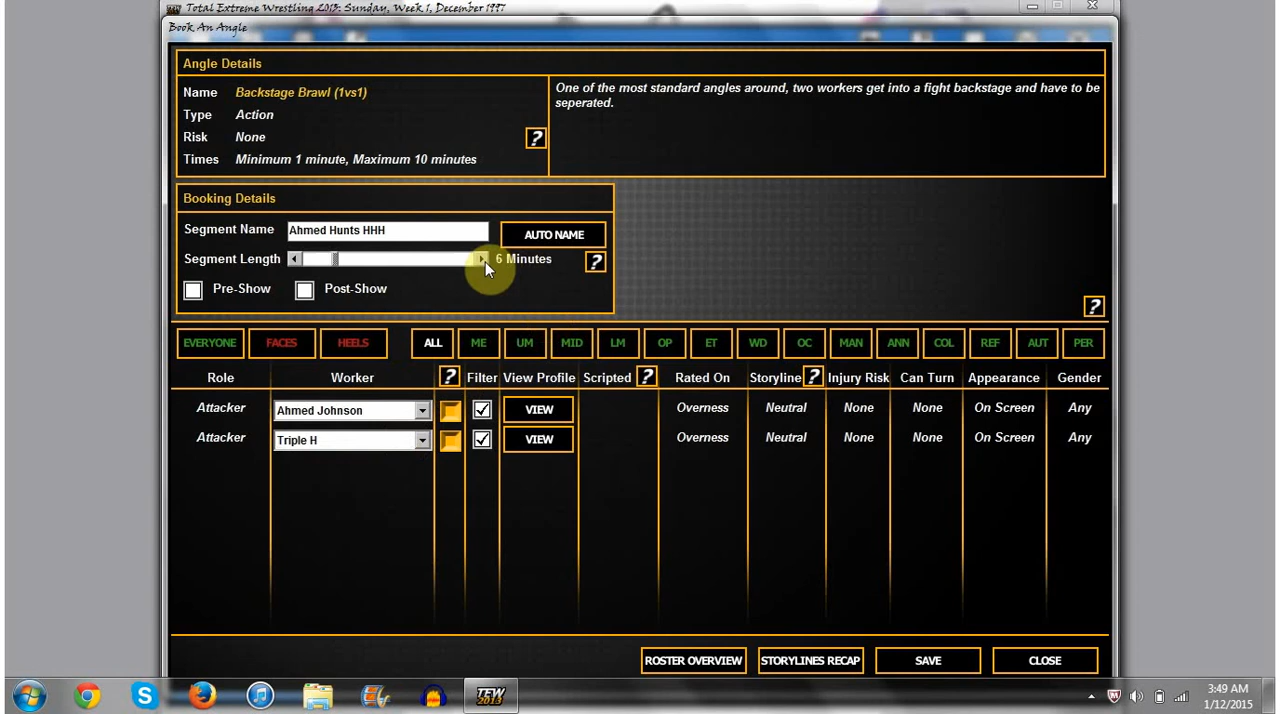 Total Extreme Wrestling 2013: Sunday, Week 1, December 1997
Book An Angle
Angle Details
Name Backstage Brawl (1vs1)
Type Action
Risk None
?
Times Minimum 1 minute, Maximum 10 minutes
One of the most standard angles around, two workers get into a fight backstage and have to be
seperated.
Booking Details
Segment Name Ahmed Hunts HHH AUTO NAME
Segment Length 6 Minutes ?
Pre-Show Post-Show
?
EVERYONE FACES HEELS ALL ME UM MID LM OP ET WD OC MAN ANN COL REF AUT PER
Role Worker ? Filter View Profile Scripted ? Rated On Storyline ? Injury Risk Can Turn Appearance Gender
Attacker Ahmed Johnson VIEW Overness Neutral None None On Screen Any
Attacker Triple H VIEW Overness Neutral None None On Screen Any
ROSTER OVERVIEW STORYLINES RECAP SAVE CLOSE
TEW 2013
3:49 AM
1/12/2015